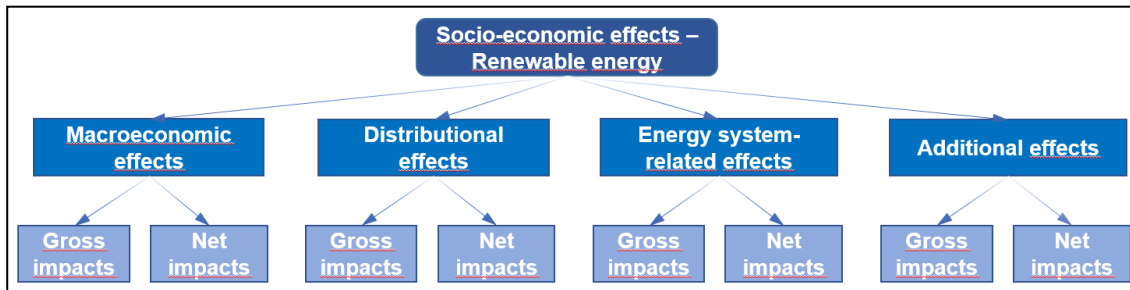 Socio-economic effects –
Renewable energy
Macroeconomic
effects
Distributional
effects
Energy system-
related effects
Additional effects
Gross
impacts
Net
impacts
Gross
impacts
Net
impacts
Gross
impacts
Net
impacts
Gross
impacts
Net
impacts